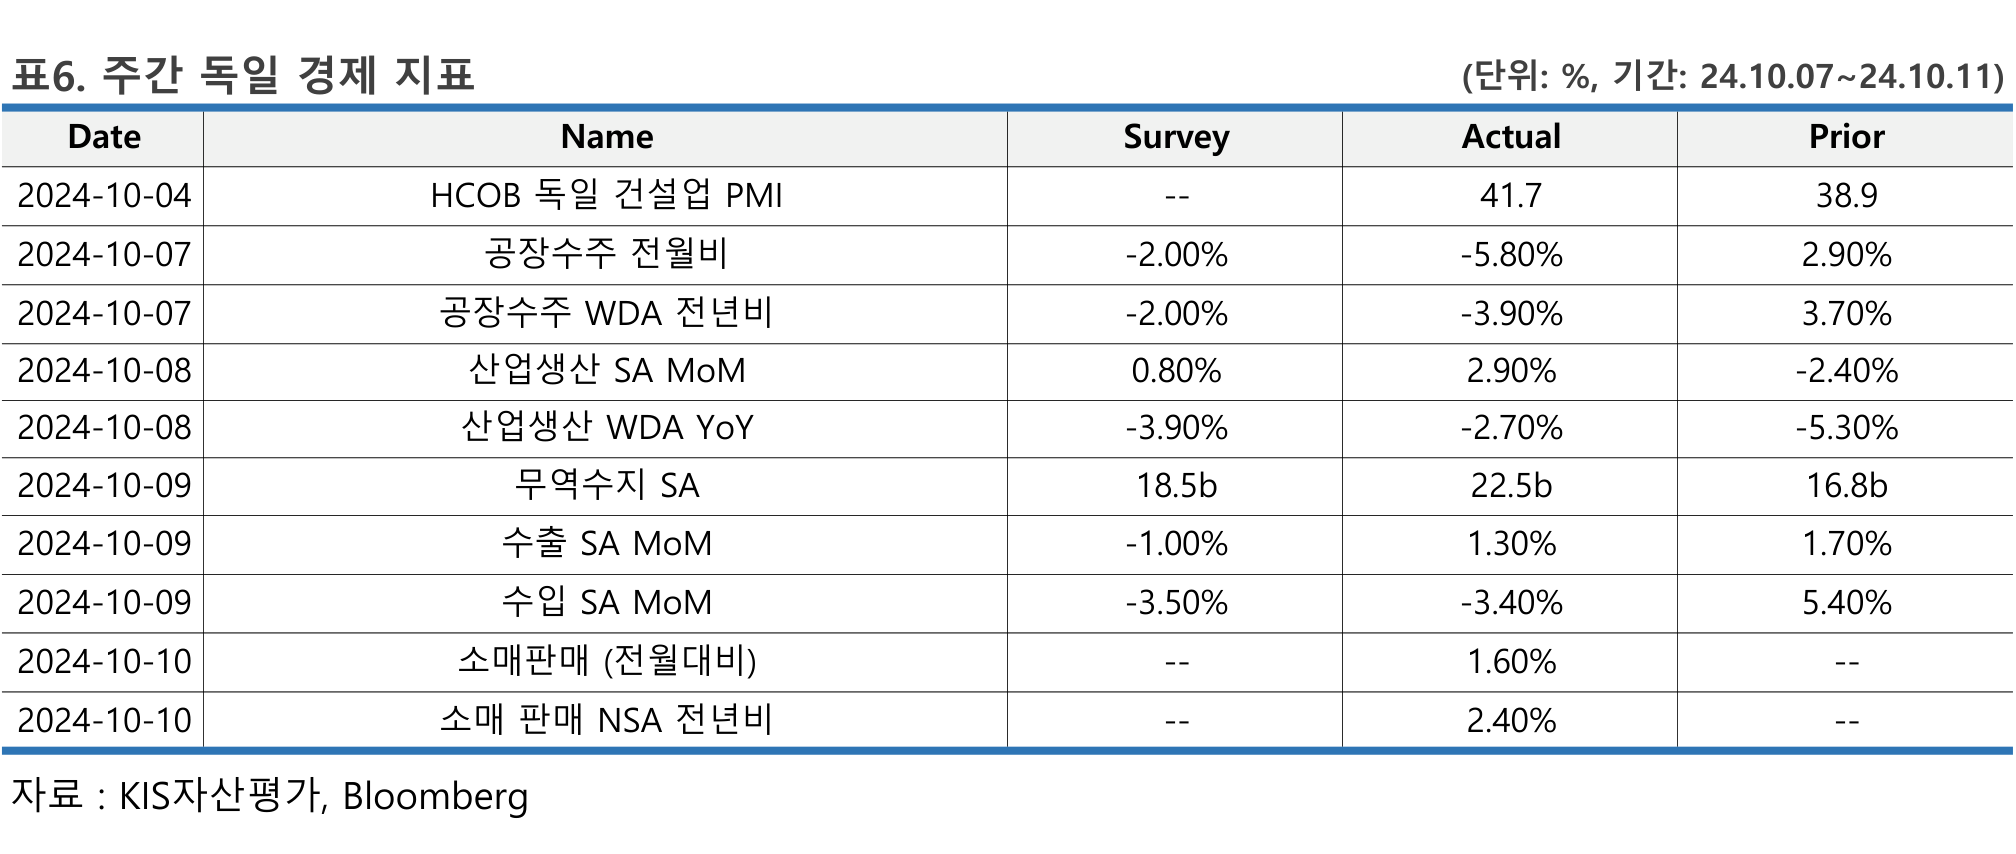 표6. 주간 독일 경제 지표 (단위: %, 기간: 24.10.07~24.10.11)
Date Name Survey Actual Prior
2024-10-04 HCOB 독일 건설업 PMI -- 41.7 38.9
2024-10-07 공장수주 전월비 -2.00% -5.80% 2.90%
2024-10-07 공장수주 WDA 전년비 -2.00% -3.90% 3.70%
2024-10-08 산업생산 SA MoM 0.80% 2.90% -2.40%
2024-10-08 산업생산 WDA YoY -3.90% -2.70% -5.30%
2024-10-09 무역수지 SA 18.5b 22.5b 16.8b
2024-10-09 수출 SA MoM -1.00% 1.30% 1.70%
2024-10-09 수입 SA MoM -3.50% -3.40% 5.40%
2024-10-10 소매판매 (전월대비) -- 1.60% --
2024-10-10 소매 판매 NSA 전년비 -- 2.40% --
자료 : KIS자산평가, Bloomberg